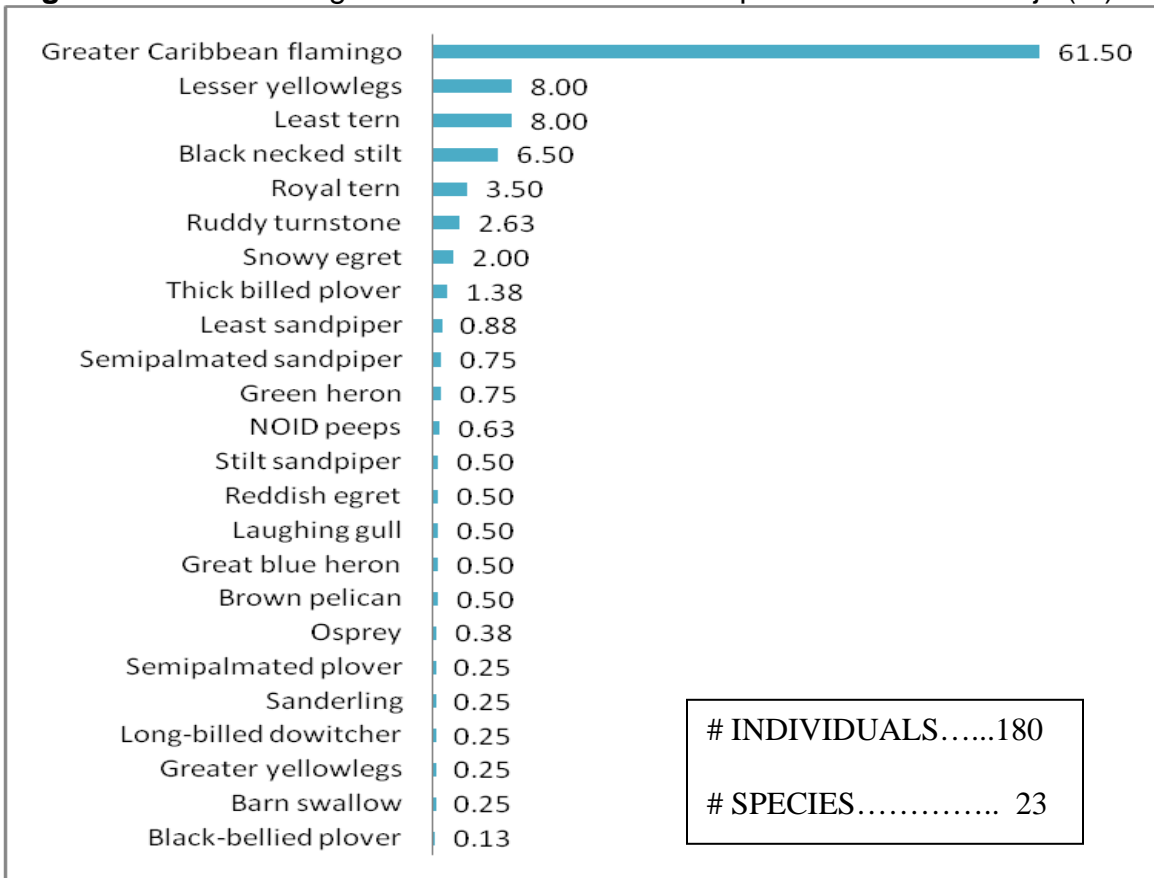 Greater Caribbean flamingo 61.50
Lesser yellowlegs 8.00
Least tern 8.00
Black necked stilt 6.50
Royal tern 3.50
Ruddy turnstone 2.63
Snowy egret 2.00
Thick billed plover 1.38
Least sandpiper 0.88
Semipalmated sandpiper 0.75
Green heron 0.75
NOID peeps 0.63
Stilt sandpiper 0.50
Reddish egret 0.50
Laughing gull 0.50
Great blue heron 0.50
Brown pelican 0.50
Osprey 0.38
Semipalmated plover 0.25
Sanderling 0.25
Long-billed dowitcher 0.25
Greater yellowlegs 0.25
Barn swallow 0.25
Black-bellied plover 0.13
# INDIVIDUALS…...180
# SPECIES………….. 23